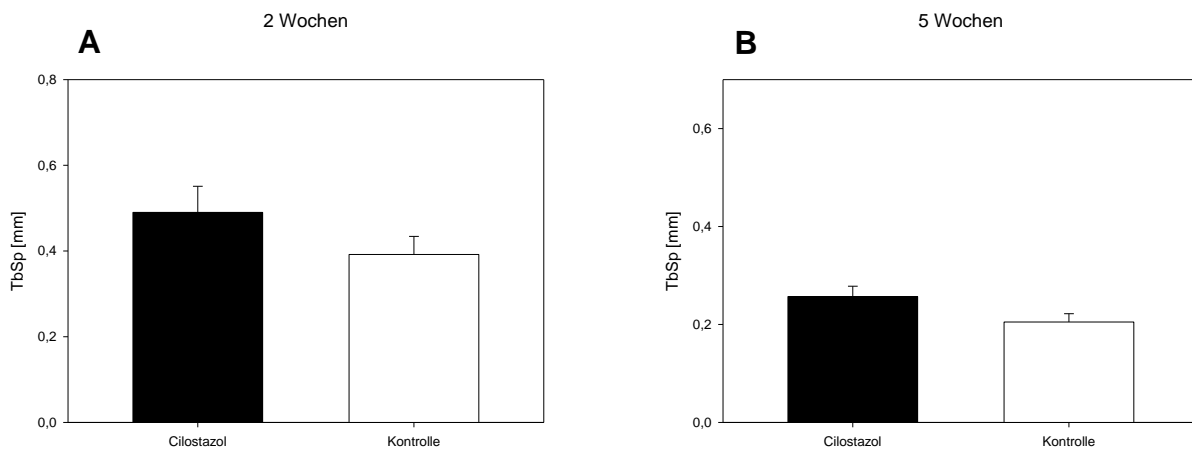 2 Wochen
A
TbSp [mm]
0,8
0,6
0,4
0,2
0,0
Cilostazol Kontrolle
5 Wochen
B
TbSp [mm]
0,6
0,4
0,2
0,0
Cilostazol Kontrolle